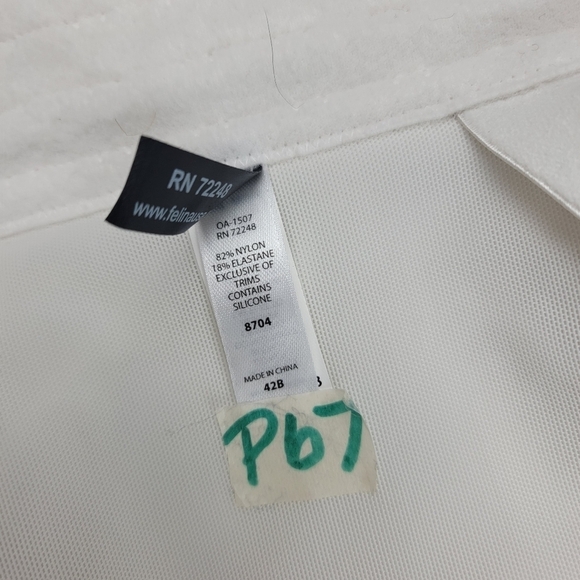 RN 72248
www.felinausa
OA-1507
RN 72248
82% NYLON
18% ELASTANE
EXCLUSIVE OF
TRIMS
CONTAINS
SILICONE
8704
MADE IN CHINA
42B
P67